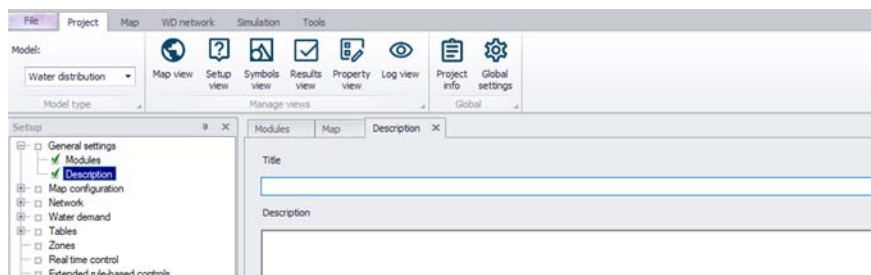 File Project Map WD network Simulation Tools
Model:
Water distribution
Map view Setup view Symbols view Results view Property view Log view Project info Global settings
Model type Manage views Global
Setup Modules Map Description
General settings
Modules
Description
Map configuration
Network
Water demand
Tables
Zones
Real time control
Extended rule-based controls
Title
Description